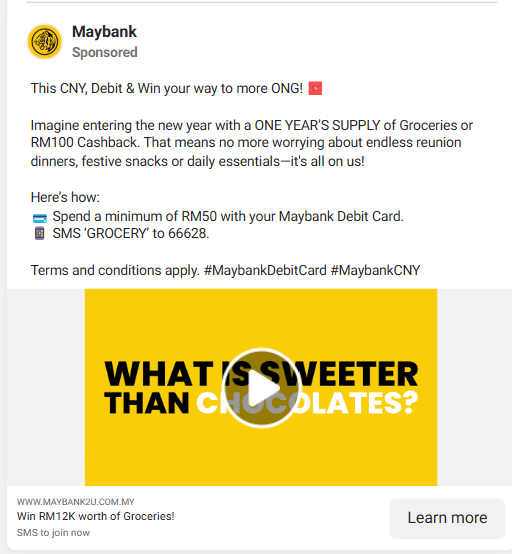 Maybank
Sponsored
This CNY, Debit & Win your way to more ONG! 🧧
Imagine entering the new year with a ONE YEAR’S SUPPLY of Groceries or
RM100 Cashback. That means no more worrying about endless reunion
dinners, festive snacks or daily essentials—it's all on us!
Here’s how:
💳 Spend a minimum of RM50 with your Maybank Debit Card.
📱 SMS ‘GROCERY’ to 66628.
Terms and conditions apply. #MaybankDebitCard #MaybankCNY
WHAT IS SWEETER
THAN CHOCOLATES?
WWW.MAYBANK2U.COM.MY
Win RM12K worth of Groceries!
SMS to join now
Learn more